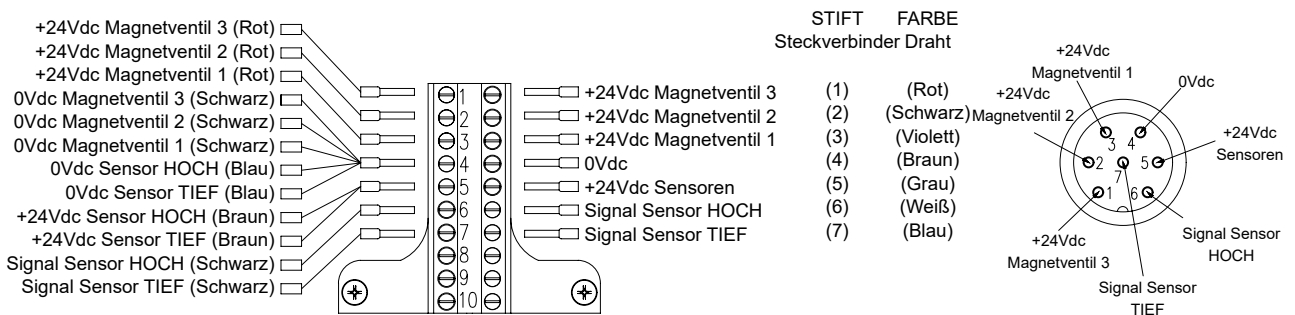 +24Vdc Magnetventil 3 (Rot)
+24Vdc Magnetventil 2 (Rot)
+24Vdc Magnetventil 1 (Rot)
0Vdc Magnetventil 3 (Schwarz)
0Vdc Magnetventil 2 (Schwarz)
0Vdc Magnetventil 1 (Schwarz)
0Vdc Sensor HOCH (Blau)
0Vdc Sensor TIEF (Blau)
+24Vdc Sensor HOCH (Braun)
+24Vdc Sensor TIEF (Braun)
Signal Sensor HOCH (Schwarz)
Signal Sensor TIEF (Schwarz)
1
2
3
4
5
6
7
8
9
10
STIFT FARBE
Steckverbinder Draht
+24Vdc Magnetventil 3 (1) (Rot)
+24Vdc Magnetventil 2 (2) (Schwarz)
+24Vdc Magnetventil 1 (3) (Violett)
0Vdc (4) (Braun)
+24Vdc Sensoren (5) (Grau)
Signal Sensor HOCH (6) (Weiß)
Signal Sensor TIEF (7) (Blau)
+24Vdc
Magnetventil 1
0Vdc
+24Vdc
Magnetventil 2
+24Vdc
Sensoren
3 4
2 5
7
1 6
+24Vdc
Magnetventil 3
Signal Sensor
HOCH
Signal Sensor
TIEF